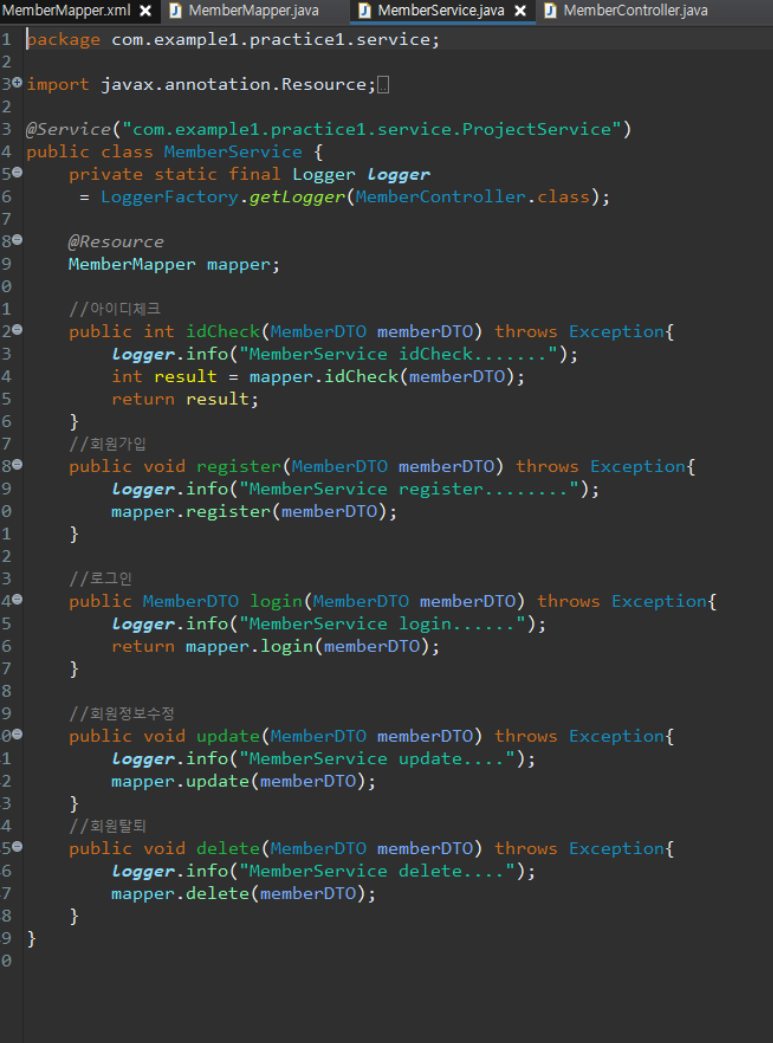 MemberMapper.xml MemberMapper.java MemberService.java MemberController.java
1 package com.example1.practice1.service;
2
3 import javax.annotation.Resource;
2
3 @Service("com.example1.practice1.service.ProjectService")
4 public class MemberService {
5 private static final Logger logger
6 = LoggerFactory.getLogger(MemberController.class);
7
8 @Resource
9 MemberMapper mapper;
0
1 //아이디체크
2 public int idCheck(MemberDTO memberDTO) throws Exception{
3 logger.info("MemberService idCheck.......");
4 int result = mapper.idCheck(memberDTO);
5 return result;
6 }
7 //회원가입
8 public void register(MemberDTO memberDTO) throws Exception{
9 logger.info("MemberService register........");
0 mapper.register(memberDTO);
1 }
2
3 //로그인
4 public MemberDTO login(MemberDTO memberDTO) throws Exception{
5 logger.info("MemberService login......");
6 return mapper.login(memberDTO);
7 }
8
9 //회원정보수정
0 public void update(MemberDTO memberDTO) throws Exception{
1 logger.info("MemberService update....");
2 mapper.update(memberDTO);
3 }
4 //회원탈퇴
5 public void delete(MemberDTO memberDTO) throws Exception{
6 logger.info("MemberService delete....");
7 mapper.delete(memberDTO);
8 }
9 }
0